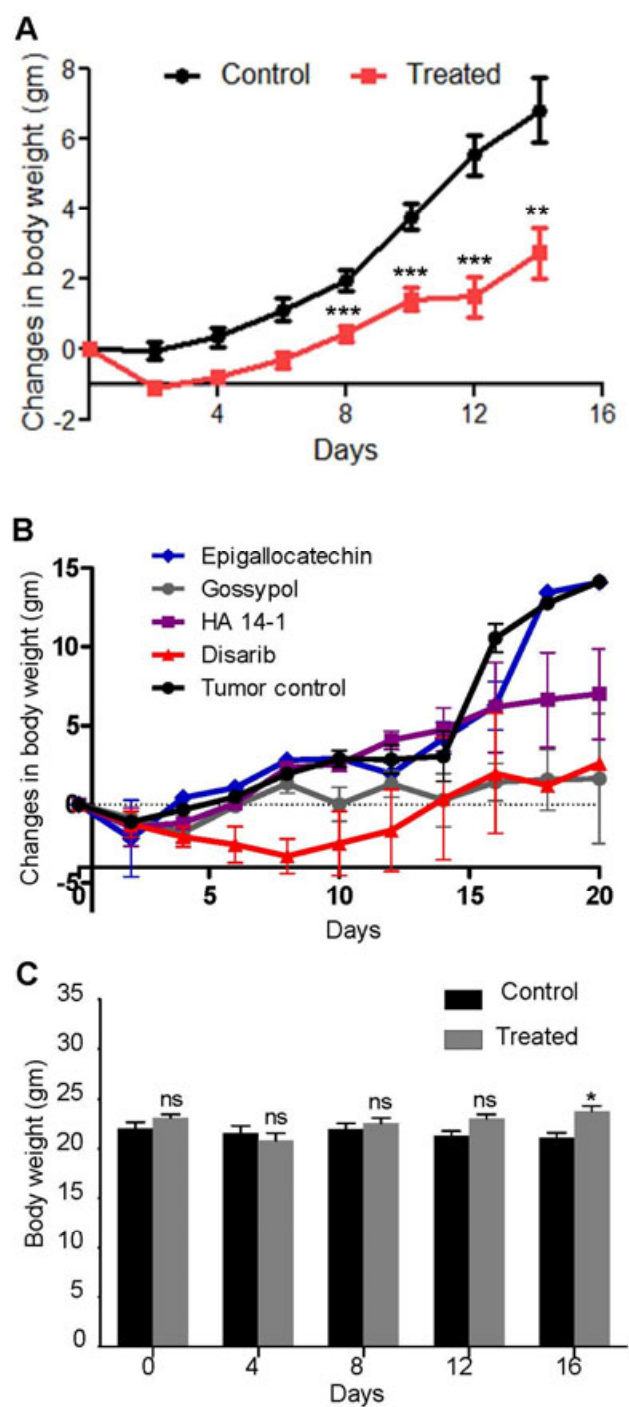 A
Control Treated
8
6
4
2
0
-2
Changes in body weight (gm)
***
***
***
**
4 8 12 16
Days
B
Epigallocatechin
Gossypol
HA 14-1
Disarib
Tumor control
15
10
5
0
-5
Changes in body weight (gm)
0 5 10 15 20
Days
C
Control
Treated
35
30
25
20
15
10
5
0
Body weight (gm)
ns ns ns ns *
0 4 8 12 16
Days